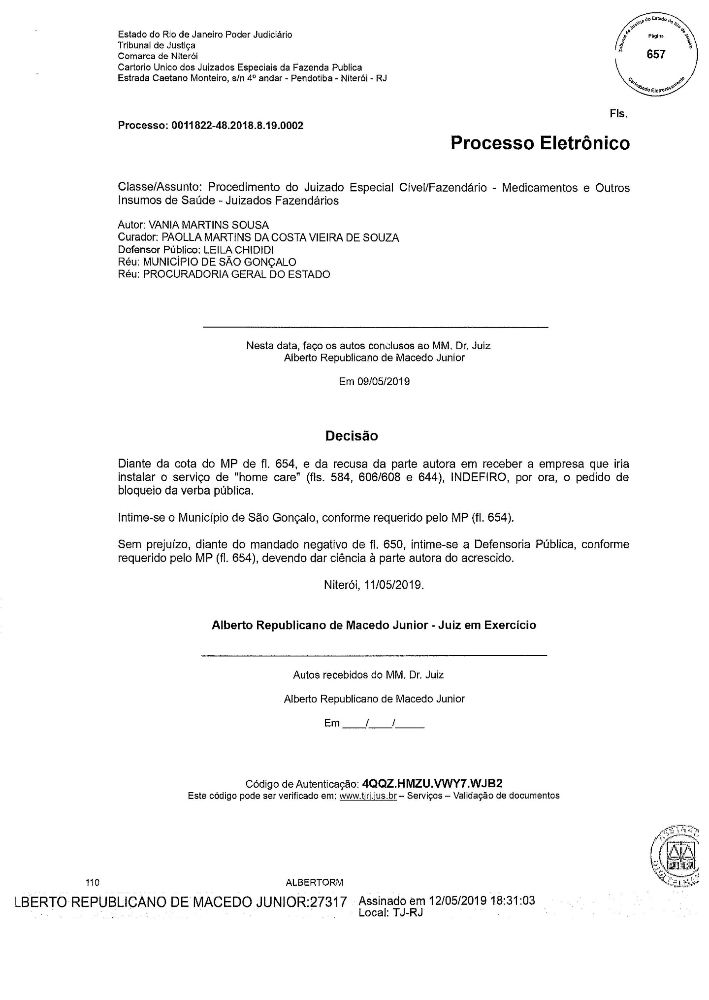 Tribunal de Justiça do Estado do Rio de Janeiro
Página
657
Carimbado Eletronicamente
Estado do Rio de Janeiro Poder Judiciário
Tribunal de Justiça
Comarca de Niterói
Cartorio Unico dos Juizados Especiais da Fazenda Publica
Estrada Caetano Monteiro, s/n 4º andar - Pendotiba - Niterói - RJ
Fls.
Processo: 0011822-48.2018.8.19.0002
Processo Eletrônico
Classe/Assunto: Procedimento do Juizado Especial Cível/Fazendário - Medicamentos e Outros
Insumos de Saúde - Juizados Fazendários
Autor: VANIA MARTINS SOUSA
Curador: PAOLLA MARTINS DA COSTA VIEIRA DE SOUZA
Defensor Público: LEILA CHIDIDI
Réu: MUNICÍPIO DE SÃO GONÇALO
Réu: PROCURADORIA GERAL DO ESTADO
Nesta data, faço os autos conclusos ao MM. Dr. Juiz
Alberto Republicano de Macedo Junior
Em 09/05/2019
Decisão
Diante da cota do MP de fl. 654, e da recusa da parte autora em receber a empresa que iria
instalar o serviço de "home care" (fls. 584, 606/608 e 644), INDEFIRO, por ora, o pedido de
bloqueio da verba pública.
Intime-se o Município de São Gonçalo, conforme requerido pelo MP (fl. 654).
Sem prejuízo, diante do mandado negativo de fl. 650, intime-se a Defensoria Pública, conforme
requerido pelo MP (fl. 654), devendo dar ciência à parte autora do acrescido.
Niterói, 11/05/2019.
Alberto Republicano de Macedo Junior - Juiz em Exercício
Autos recebidos do MM. Dr. Juiz
Alberto Republicano de Macedo Junior
Em ____/____/_____
Código de Autenticação: 4QQZ.HMZU.VWY7.WJB2
Este código pode ser verificado em: www.tjrj.jus.br – Serviços – Validação de documentos
110 ALBERTORM
LBERTO REPUBLICANO DE MACEDO JUNIOR:27317 Assinado em 12/05/2019 18:31:03
Local: TJ-RJ